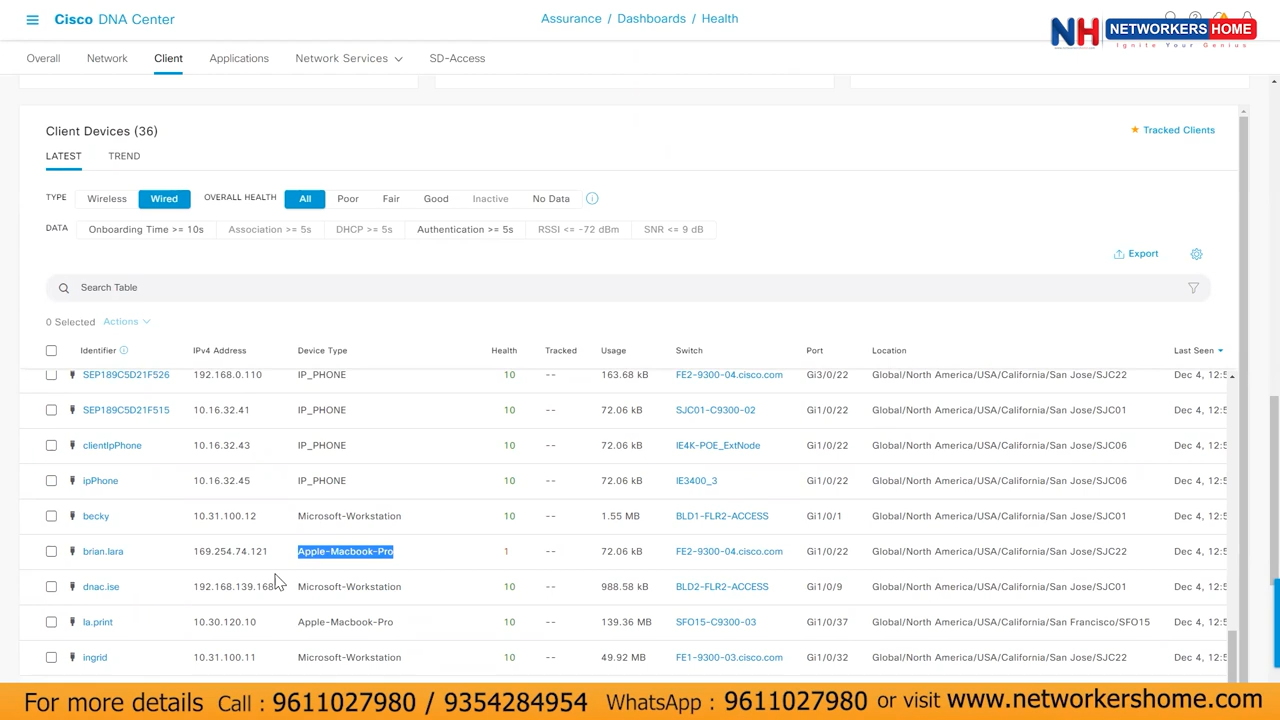 Cisco DNA Center
Assurance / Dashboards / Health
NH NETWORKERS HOME
Ignite Your Genius
Overall Network Client Applications Network Services SD-Access
Client Devices (36)
Tracked Clients
LATEST TREND
TYPE Wireless Wired OVERALL HEALTH All Poor Fair Good Inactive No Data
DATA Onboarding Time >= 10s Association >= 5s DHCP >= 5s Authentication >= 5s RSSI <= -72 dBm SNR <= 9 dB
Export
Search Table
0 Selected Actions
Identifier IPv4 Address Device Type Health Tracked Usage Switch Port Location Last Seen
SEP189C5D21F526 192.168.0.110 IP_PHONE 10 -- 163.68 kB FE2-9300-04.cisco.com Gi3/0/22 Global/North America/USA/California/San Jose/SJC22 Dec 4, 12:5
SEP189C5D21F515 10.16.32.41 IP_PHONE 10 -- 72.06 kB SJC01-C9300-02 Gi1/0/22 Global/North America/USA/California/San Jose/SJC01 Dec 4, 12:5
clientIpPhone 10.16.32.43 IP_PHONE 10 -- 72.06 kB IE4K-POE_ExtNode Gi1/0/22 Global/North America/USA/California/San Jose/SJC06 Dec 4, 12:5
ipPhone 10.16.32.45 IP_PHONE 10 -- 72.06 kB IE3400_3 Gi1/0/22 Global/North America/USA/California/San Jose/SJC06 Dec 4, 12:5
becky 10.31.100.12 Microsoft-Workstation 10 -- 1.55 MB BLD1-FLR2-ACCESS Gi1/0/1 Global/North America/USA/California/San Jose/SJC01 Dec 4, 12:5
brian.lara 169.254.74.121 Apple-Macbook-Pro 1 -- 72.06 kB FE2-9300-04.cisco.com Gi1/0/22 Global/North America/USA/California/San Jose/SJC22 Dec 4, 12:5
dnac.ise 192.168.139.168 Microsoft-Workstation 10 -- 988.58 kB BLD2-FLR2-ACCESS Gi1/0/9 Global/North America/USA/California/San Jose/SJC01 Dec 4, 12:5
la.print 10.30.120.10 Apple-Macbook-Pro 10 -- 139.36 MB SFO15-C9300-03 Gi1/0/37 Global/North America/USA/California/San Francisco/SFO15 Dec 4, 12:5
ingrid 10.31.100.11 Microsoft-Workstation 10 -- 49.92 MB FE1-9300-03.cisco.com Gi1/0/32 Global/North America/USA/California/San Jose/SJC22 Dec 4, 12:5
For more details Call : 9611027980 / 9354284954 WhatsApp : 9611027980 or visit www.networkershome.com